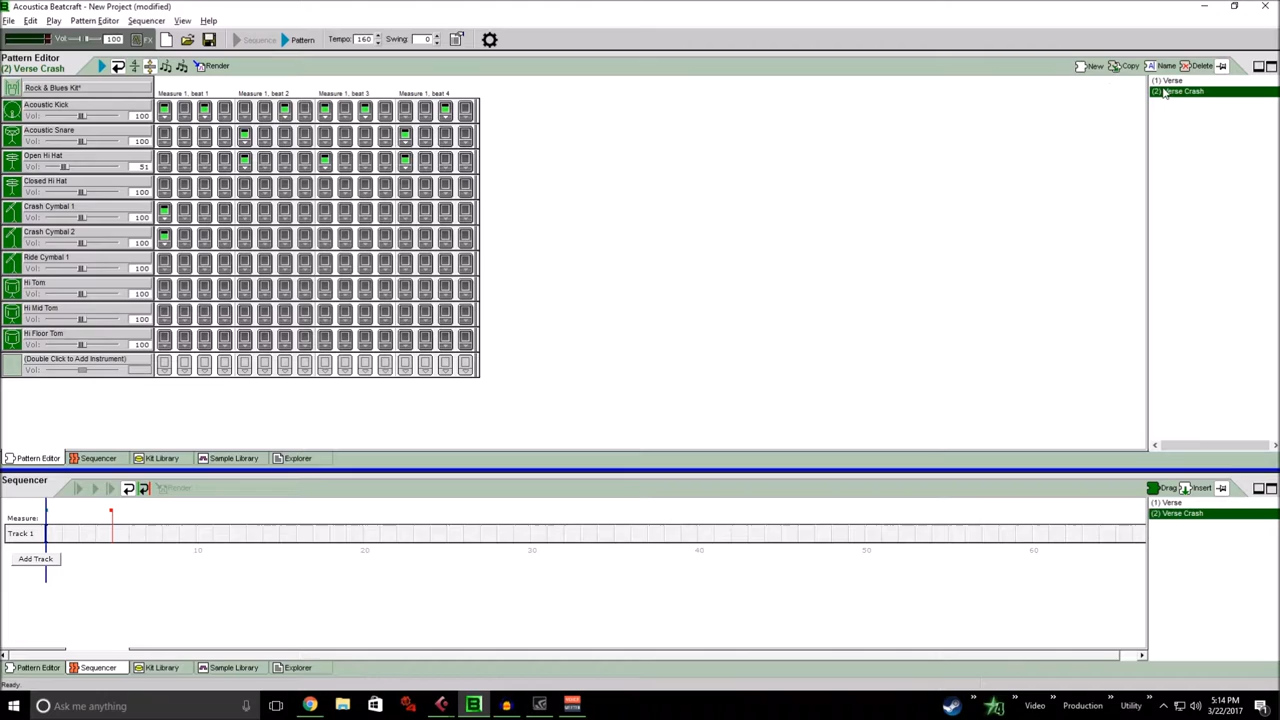 Acoustica Beatcraft - New Project (modified)
File Edit Play Pattern Editor Sequencer View Help
Vol: 100 FX Sequence Pattern Tempo: 160 Swing: 0
Pattern Editor
(2) Verse Crash Render New Copy Name Delete
Rock & Blues Kit*
Measure 1, beat 1 Measure 1, beat 2 Measure 1, beat 3 Measure 1, beat 4
(1) Verse
(2) Verse Crash
Acoustic Kick
Vol: 100
Acoustic Snare
Vol: 100
Open Hi Hat
Vol: 51
Closed Hi Hat
Vol: 100
Crash Cymbal 1
Vol: 100
Crash Cymbal 2
Vol: 100
Ride Cymbal 1
Vol: 100
Hi Tom
Vol: 100
Hi Mid Tom
Vol: 100
Hi Floor Tom
Vol: 100
(Double Click to Add Instrument)
Vol:
Pattern Editor Sequencer Kit Library Sample Library Explorer
Sequencer
Render Drag Insert
(1) Verse
(2) Verse Crash
Measure:
Track 1
10 20 30 40 50 60
Add Track
Pattern Editor Sequencer Kit Library Sample Library Explorer
Ready.
Ask me anything
Video Production Utility
5:14 PM
3/22/2017